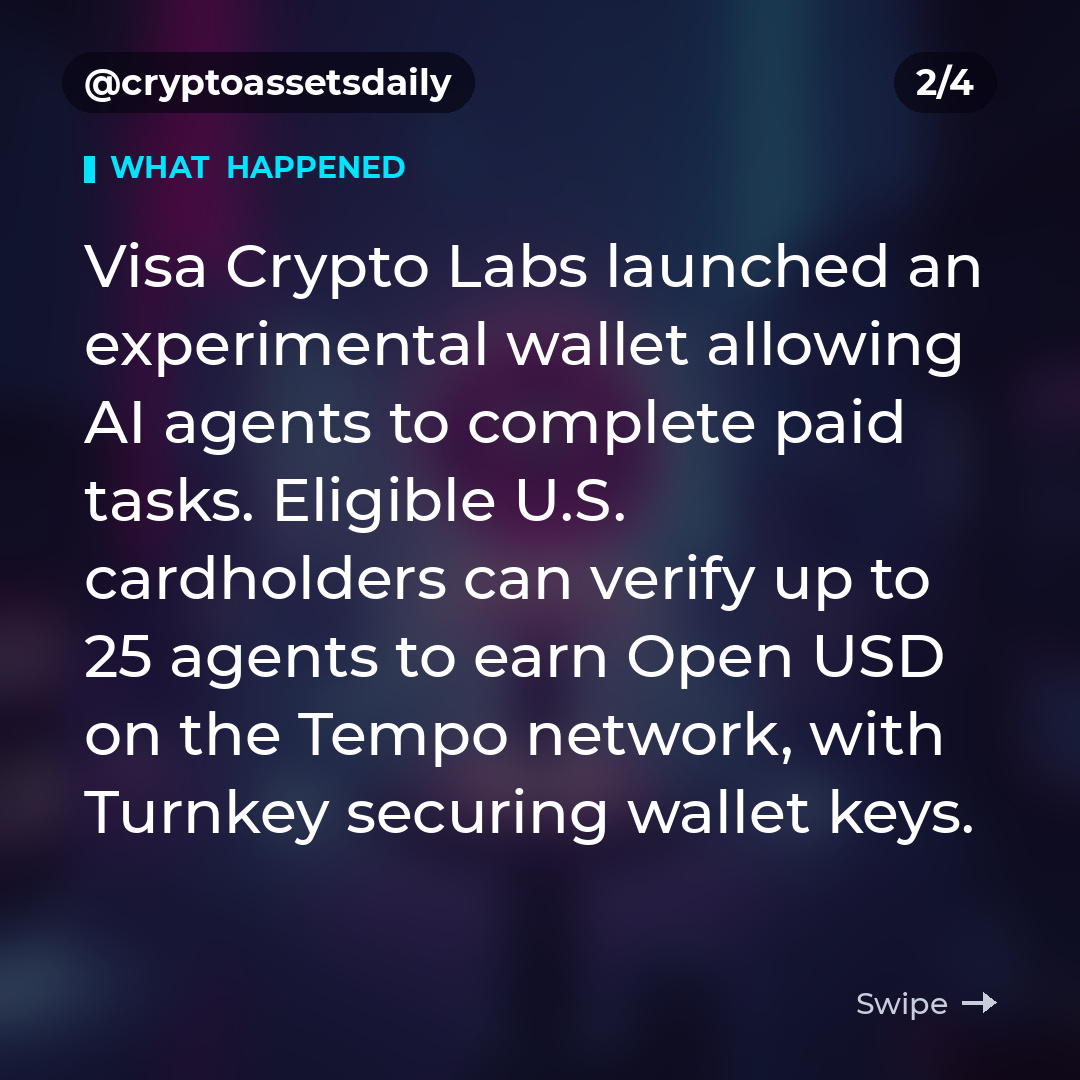 @cryptoassetsdaily
2/4
WHAT HAPPENED
Visa Crypto Labs launched an
experimental wallet allowing
AI agents to complete paid
tasks. Eligible U.S.
cardholders can verify up to
25 agents to earn Open USD
on the Tempo network, with
Turnkey securing wallet keys.
Swipe